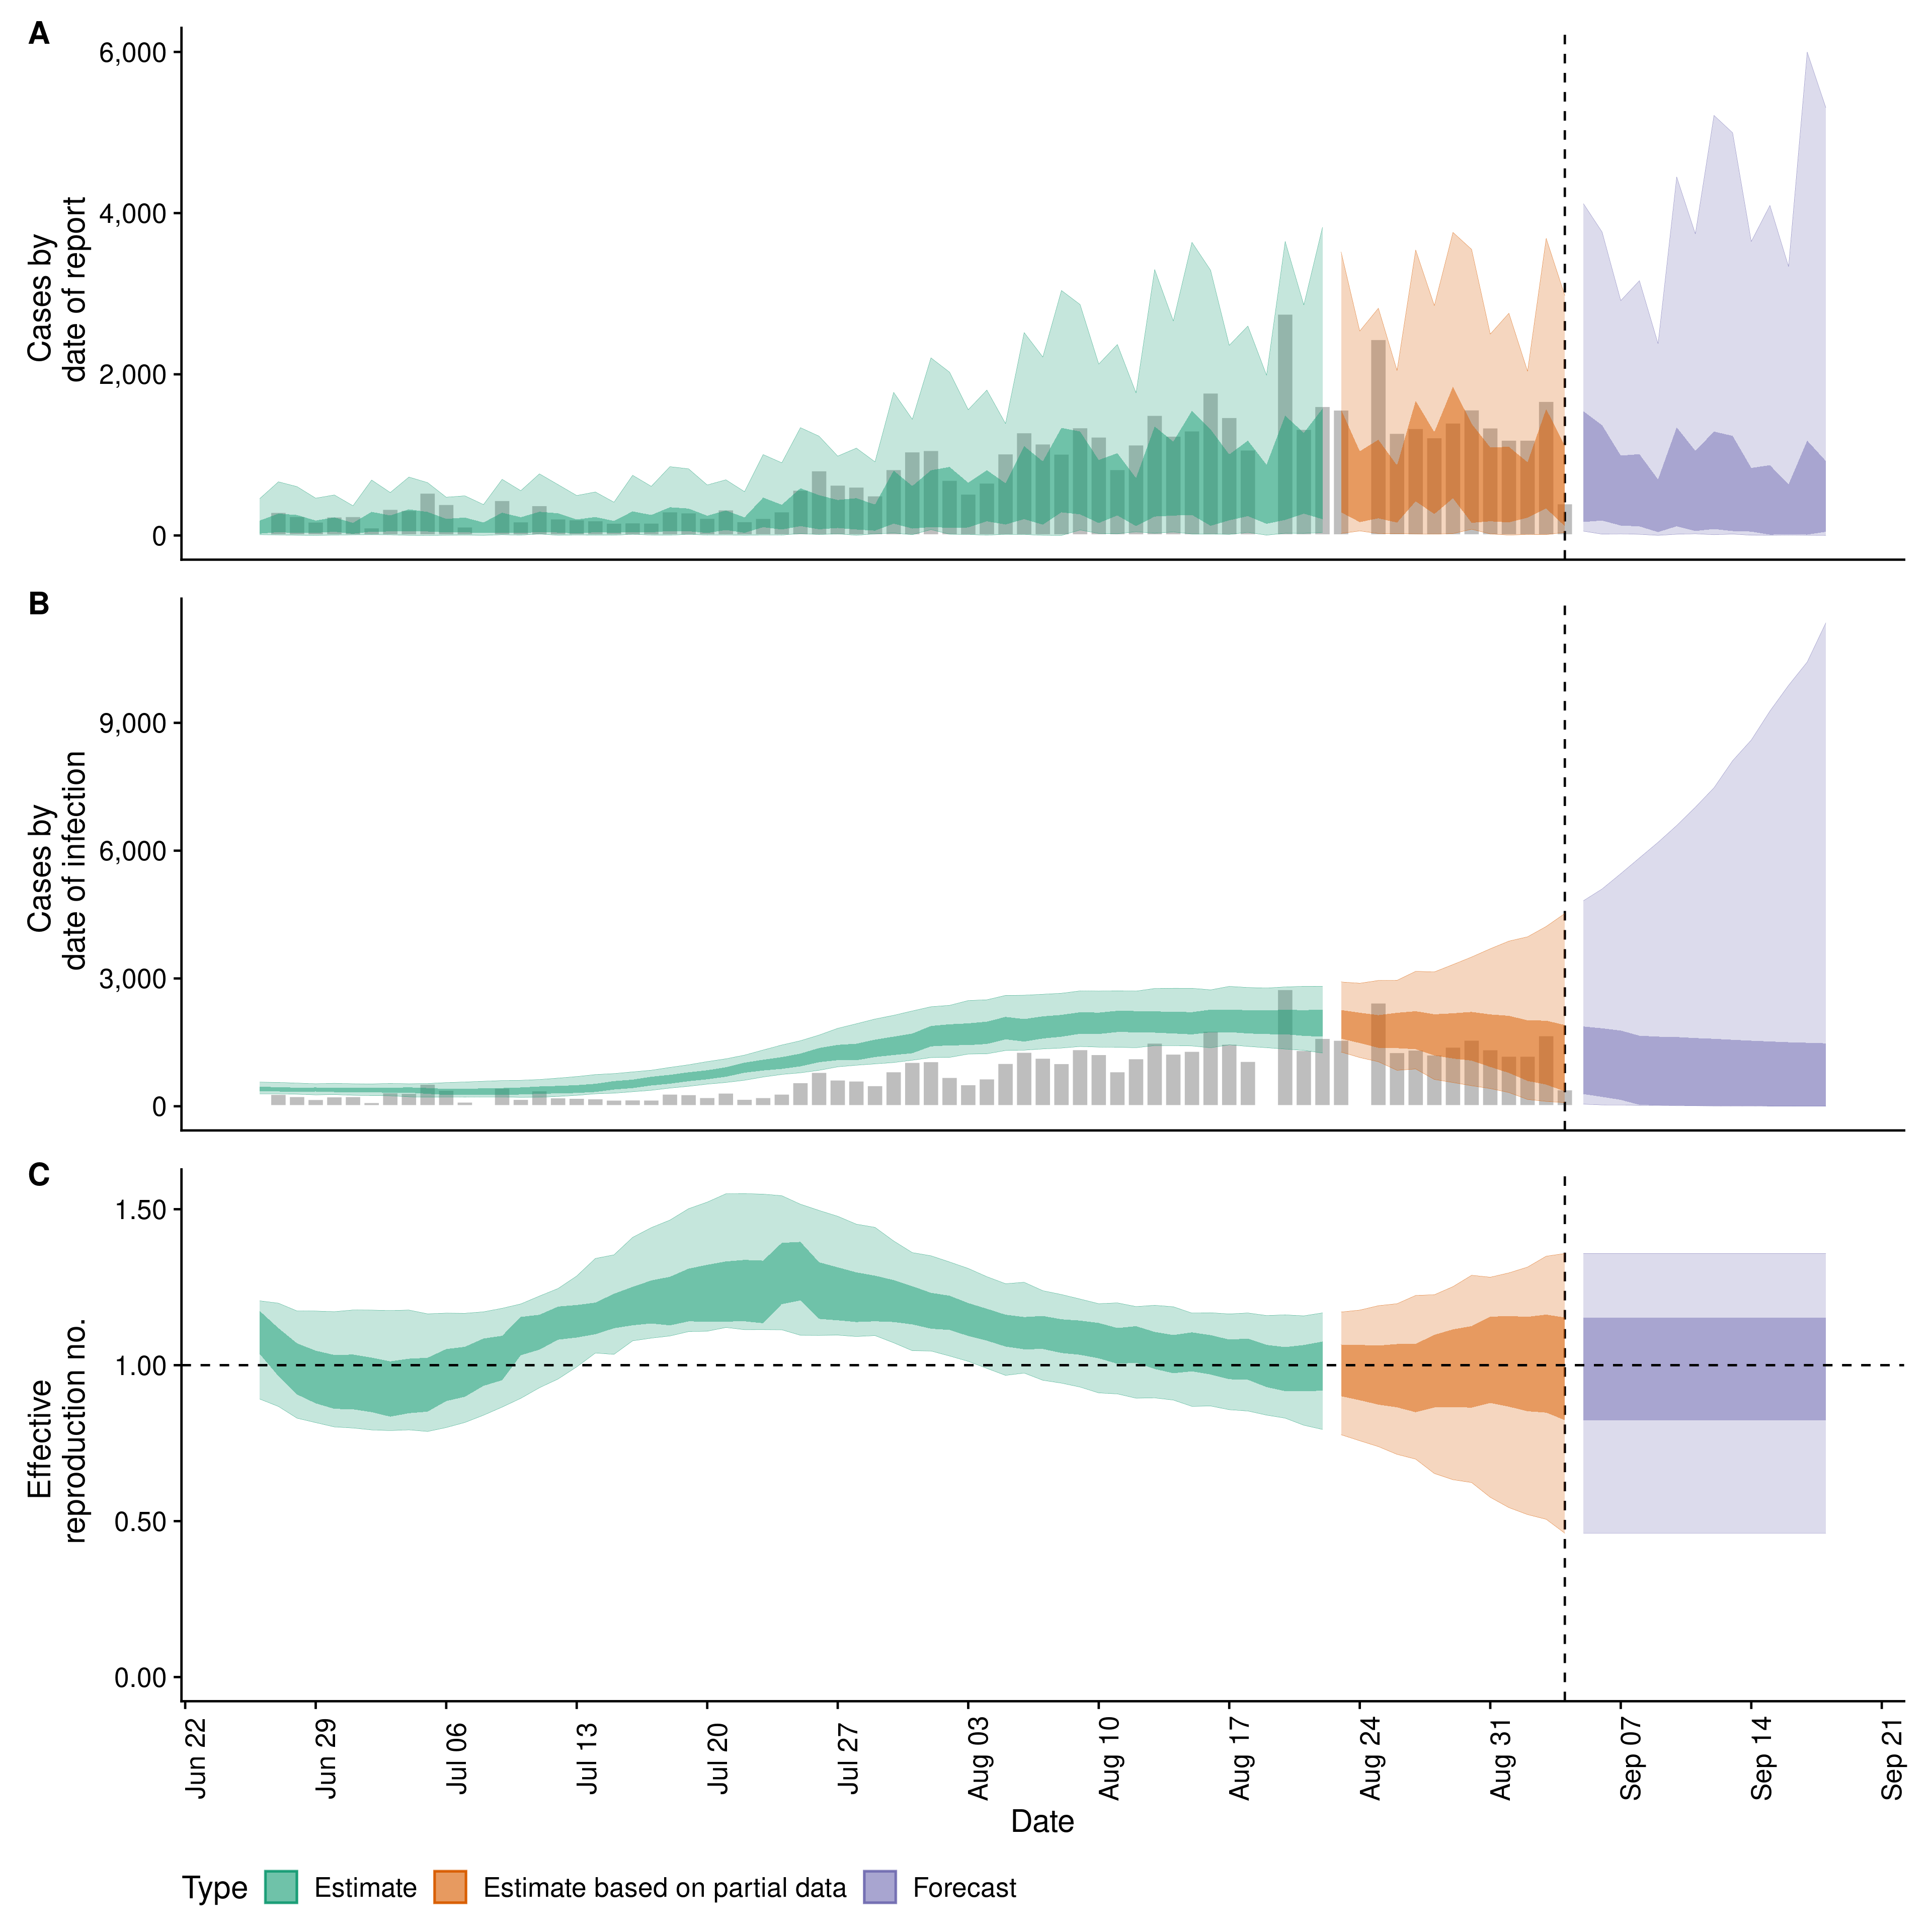 A
6,000
4,000
2,000
0
Cases by
date of report
B
9,000
6,000
3,000
0
Cases by
date of infection
C
1.50
1.00
0.50
0.00
Effective
reproduction no.
Jun 22
Jun 29
Jul 06
Jul 13
Jul 20
Jul 27
Aug 03
Aug 10
Aug 17
Aug 24
Aug 31
Sep 07
Sep 14
Sep 21
Date
Type Estimate Estimate based on partial data Forecast